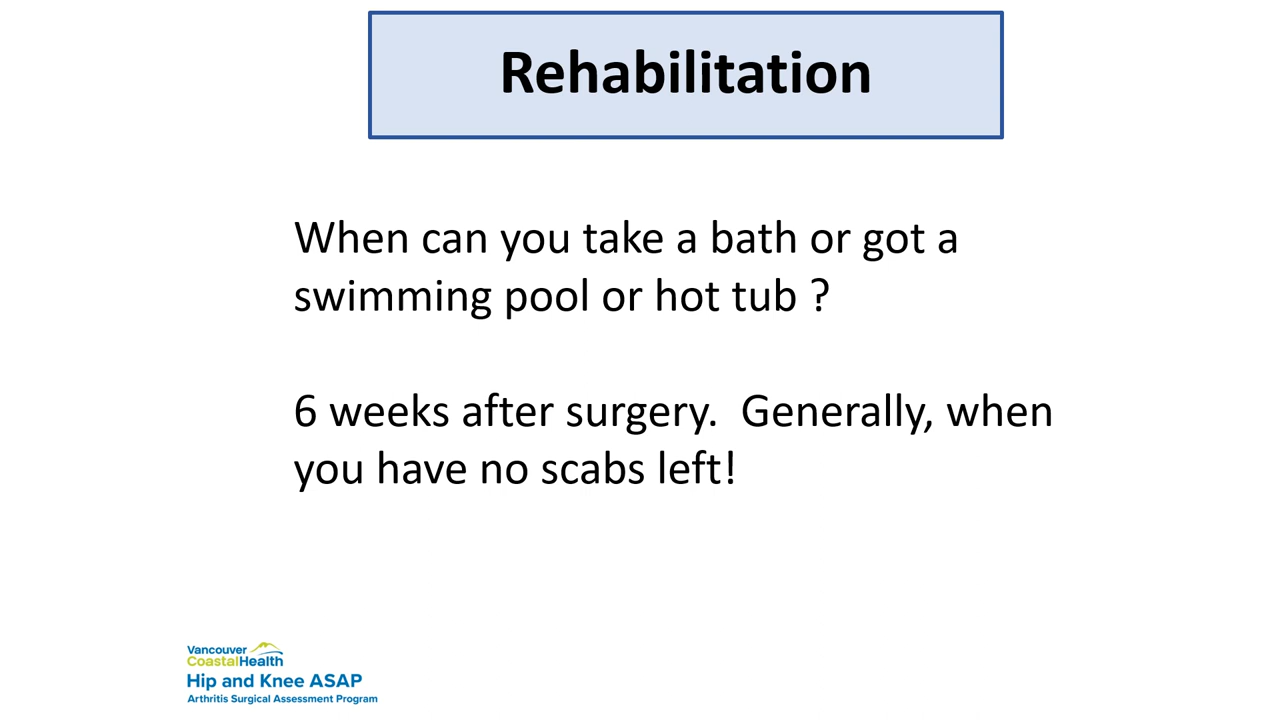 Rehabilitation
When can you take a bath or got a
swimming pool or hot tub ?
6 weeks after surgery.  Generally, when
you have no scabs left!
Vancouver
CoastalHealth
Hip and Knee ASAP
Arthritis Surgical Assessment Program